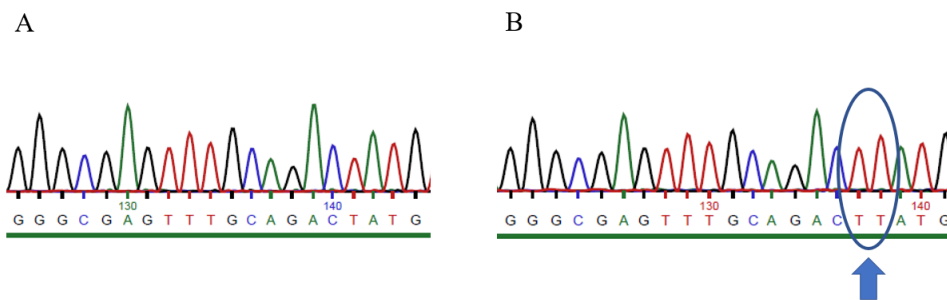 A
B
130 140
G G G C G A G T T T G C A G A C T A T G
130 140
G G G C G A G T T T G C A G A C T T A T G